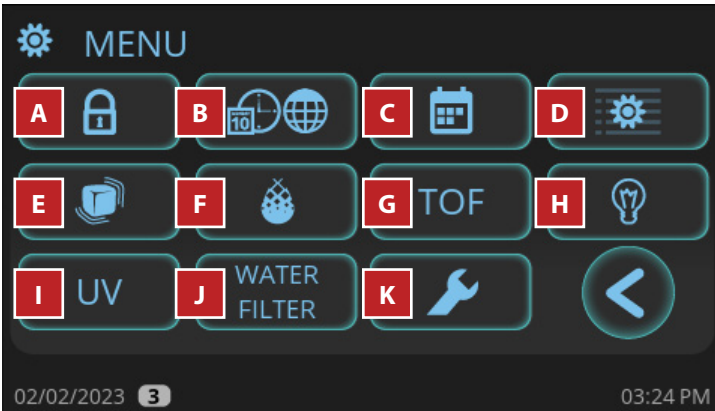 MENU
A B C D
10
E F G TOF H
I UV J WATER FILTER K
02/02/2023 3 03:24 PM